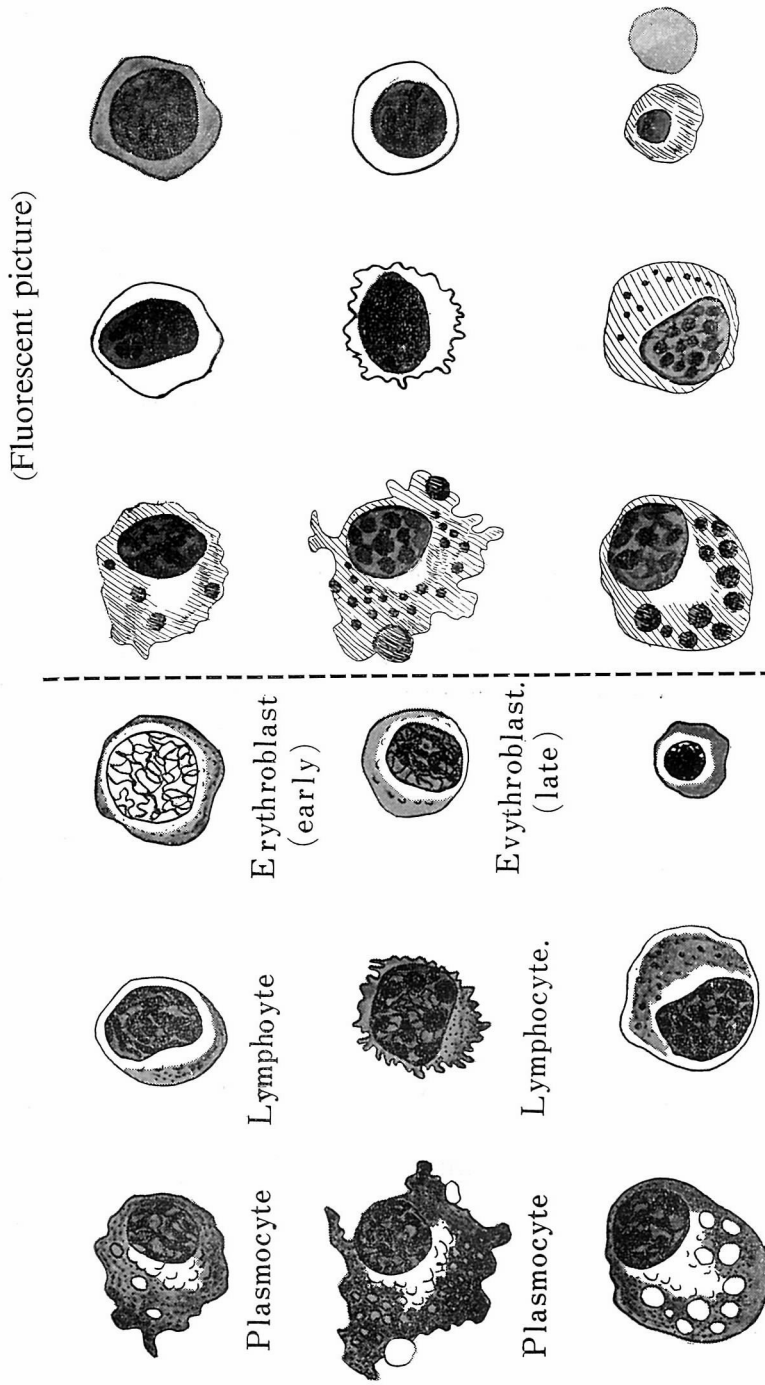 (Fluorescent picture)
Erythroblast
(early)
Evythroblast.
(late)
Lymphoyte
Lymphocyte.
Plasmocyte
Plasmocyte